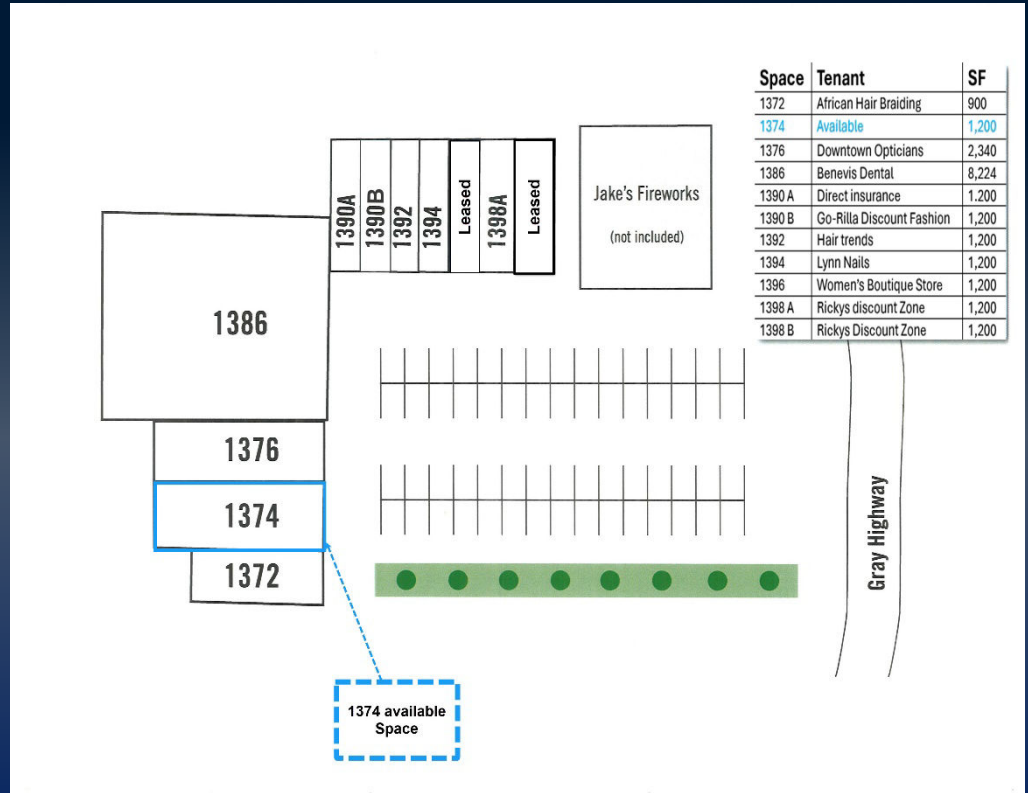 Space Tenant SF
1372 African Hair Braiding 900
1374 Available 1,200
1376 Downtown Opticians 2,340
1386 Benevis Dental 8,224
1390 A Direct insurance 1.200
1390 B Go-Rilla Discount Fashion 1,200
1392 Hair trends 1,200
1394 Lynn Nails 1,200
1396 Women's Boutique Store 1,200
1398 A Rickys discount Zone 1,200
1398 B Rickys Discount Zone 1,200
1390A
1390B
1392
1394
Leased
1398A
Leased
Jake's Fireworks
(not included)
1386
1376
1374
1372
Gray Highway
1374 available
Space